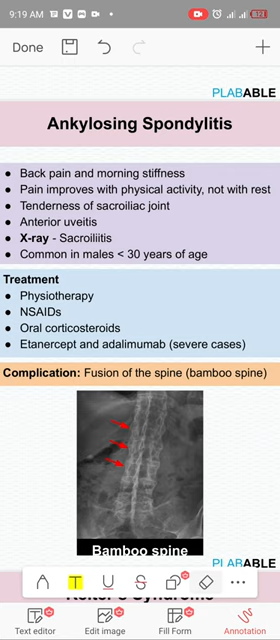 9:19 AM
Done
PLABABLE
Ankylosing Spondylitis
Back pain and morning stiffness
Pain improves with physical activity, not with rest
Tenderness of sacroiliac joint
Anterior uveitis
X-ray - Sacroiliitis
Common in males < 30 years of age
Treatment
Physiotherapy
NSAIDs
Oral corticosteroids
Etanercept and adalimumab (severe cases)
Complication: Fusion of the spine (bamboo spine)
Bamboo spine
PLABABLE
Text editor
Edit image
Fill Form
Annotation